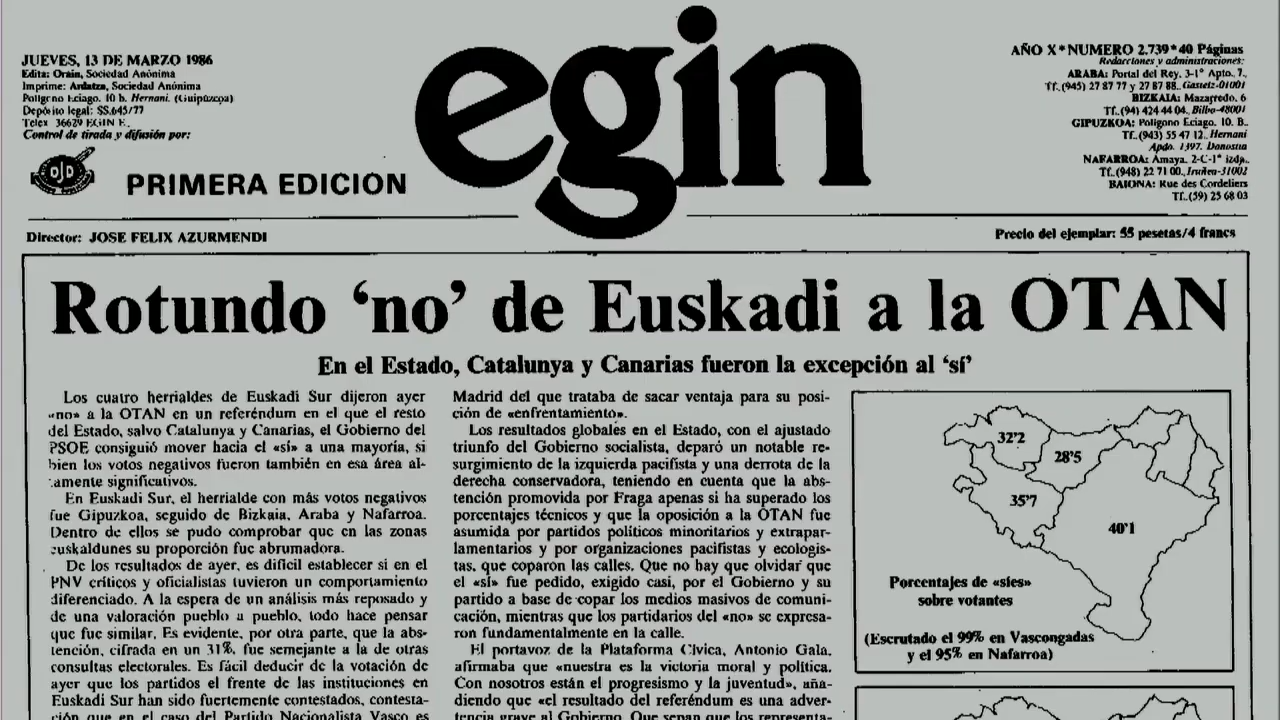 JUEVES, 13 DE MARZO 1986
Edita: Orain, Sociedad Anónima
Imprime: Ardatza, Sociedad Anónima
Polígono Eciago. 10 b. Hernani. (Guipúzcoa)
Depósito legal: SS.645/77
Télex 36629 EGIN E.
Control de tirada y difusión por:
OJD
PRIMERA EDICION
egin
AÑO X * NUMERO 2.739 * 40 Páginas
Redacciones y administraciones:
ARABA: Portal del Rey, 3-1º Apto. 7.
Tf.(945) 27 87 77 y 27 87 88. Gasteiz-01001
BIZKAIA: Mazarredo, 6
Tf.(94) 424 44 04. Bilbo-48001
GIPUZKOA: Polígono Eciago. 10. B.
Tf.(943) 55 47 12. Hernani
Apdo. 1397. Donostia
NAFARROA: Amaya. 2-C-1º izda.
Tf.(948) 22 71 00. Iruñea-31002
BAIONA: Rue des Cordeliers
Tf.(59) 25 68 03
Director: JOSE FELIX AZURMENDI
Precio del ejemplar: 55 pesetas/4 francs
Rotundo ‘no’ de Euskadi a la OTAN
En el Estado, Catalunya y Canarias fueron la excepción al ‘sí’
Los cuatro herrialdes de Euskadi Sur dijeron ayer
«no» a la OTAN en un referéndum en el que el resto
del Estado, salvo Catalunya y Canarias, el Gobierno del
PSOE consiguió mover hacia el «sí» a una mayoría, si
bien los votos negativos fueron también en esa área al-
tamente significativos.
En Euskadi Sur, el herrialde con más votos negativos
fue Gipuzkoa, seguido de Bizkaia, Araba y Nafarroa.
Dentro de ellos se pudo comprobar que en las zonas
euskaldunes su proporción fue abrumadora.
De los resultados de ayer, es difícil establecer si en el
PNV críticos y oficialistas tuvieron un comportamiento
diferenciado. A la espera de un análisis más reposado y
de una valoración pueblo a pueblo, todo hace pensar
que fue similar. Es evidente, por otra parte, que la abs-
tención, cifrada en un 31%, fue semejante a la de otras
consultas electorales. Es fácil deducir de la votación de
ayer que los partidos el frente de las instituciones en
Euskadi Sur han sido fuertemente contestados, contesta-
ción que en el caso del Partido Nacionalista Vasco es
Madrid del que trataba de sacar ventaja para su posi-
ción de «enfrentamiento».
Los resultados globales en el Estado, con el ajustado
triunfo del Gobierno socialista, deparó un notable re-
surgimiento de la izquierda pacifista y una derrota de la
derecha conservadora, teniendo en cuenta que la abs-
tención promovida por Fraga apenas si ha superado los
porcentajes técnicos y que la oposición a la OTAN fue
asumida por partidos políticos minoritarios y extrapar-
lamentarios y por organizaciones pacifistas y ecologis-
tas, que coparon las calles. Que no hay que olvidar que
el «sí» fue pedido, exigido casi, por el Gobierno y su
partido a base de copar los medios masivos de comuni-
cación, mientras que los partidarios del «no» se expresa-
ron fundamentalmente en la calle.
El portavoz de la Plataforma Cívica, Antonio Gala,
afirmaba que «nuestra es la victoria moral y política.
Con nosotros están el progresismo y la juventud», aña-
diendo que «el resultado del referéndum es una adver-
tencia grave al Gobierno. Que sepan que los representa-
32’2
28’5
35’7
40’1
Porcentajes de «síes»
sobre votantes
(Escrutado el 99% en Vascongadas
y el 95% en Nafarroa)